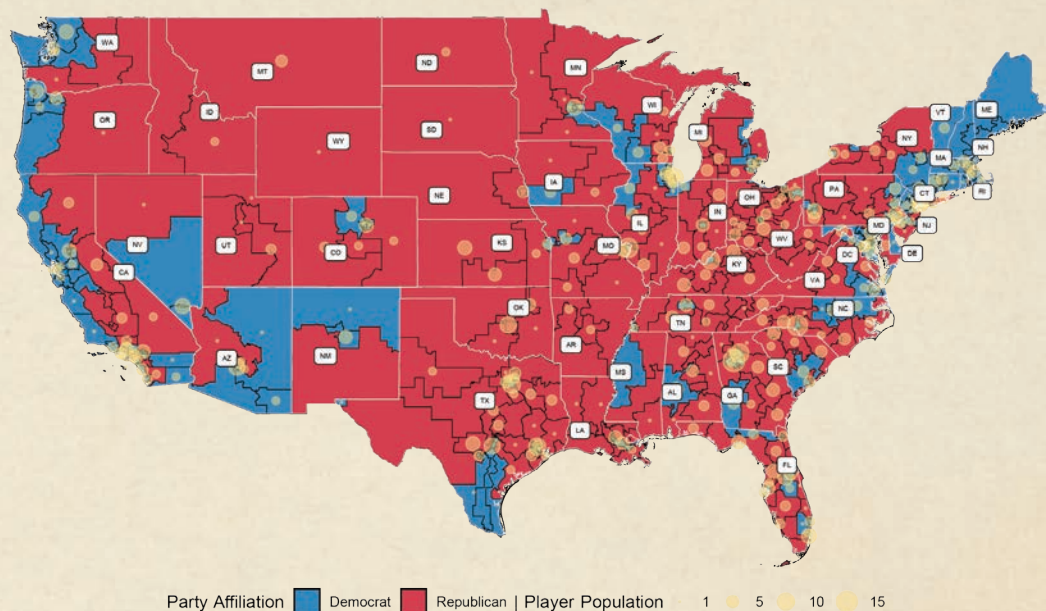 WA
MT
ND
MN
VT
ME
OR
ID
SD
WI
MI
NY
MA
NH
WY
CT
RI
NE
IA
OH
PA
NJ
NV
UT
CO
KS
MO
IL
IN
WV
MD
DE
CA
KY
VA
DC
AZ
NM
OK
AR
TN
NC
SC
TX
LA
MS
AL
GA
FL
Party Affiliation Democrat Republican | Player Population 1 5 10 15